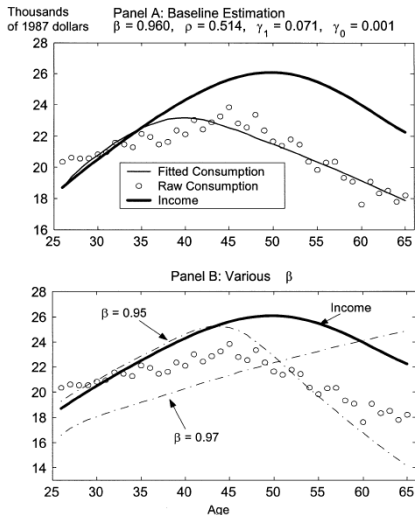 Thousands
of 1987 dollars
Panel A: Baseline Estimation
β = 0.960, ρ = 0.514, γ1 = 0.071, γ0 = 0.001
28
26
24
22
20
18
16
Fitted Consumption
Raw Consumption
Income
25 30 35 40 45 50 55 60 65
Panel B: Various β
28
26
24
22
20
18
16
14
β = 0.95
Income
β = 0.97
25 30 35 40 45 50 55 60 65
Age